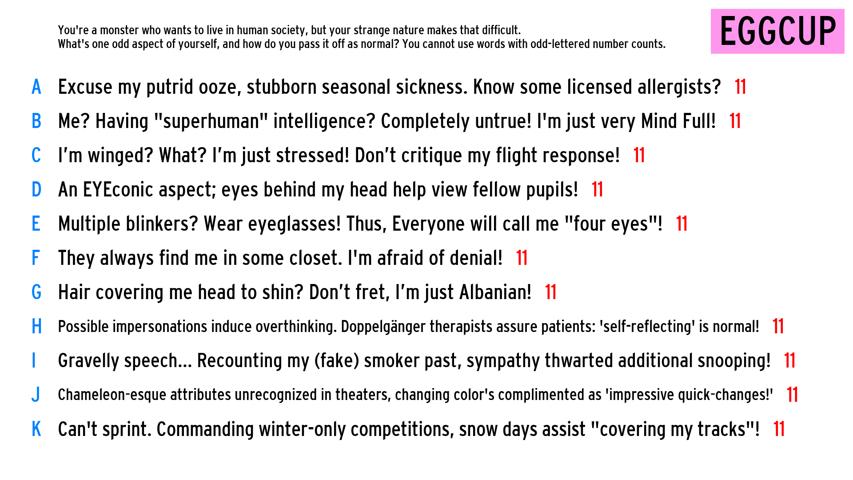 You're a monster who wants to live in human society, but your strange nature makes that difficult.
What's one odd aspect of yourself, and how do you pass it off as normal? You cannot use words with odd-lettered number counts.
EGGCUP
A Excuse my putrid ooze, stubborn seasonal sickness. Know some licensed allergists? 11
B Me? Having "superhuman" intelligence? Completely untrue! I'm just very Mind Full! 11
C I’m winged? What? I’m just stressed! Don’t critique my flight response! 11
D An EYEconic aspect; eyes behind my head help view fellow pupils! 11
E Multiple blinkers? Wear eyeglasses! Thus, Everyone will call me "four eyes"! 11
F They always find me in some closet. I'm afraid of denial! 11
G Hair covering me head to shin? Don’t fret, I’m just Albanian! 11
H Possible impersonations induce overthinking. Doppelgänger therapists assure patients: 'self-reflecting' is normal! 11
I Gravelly speech... Recounting my (fake) smoker past, sympathy thwarted additional snooping! 11
J Chameleon-esque attributes unrecognized in theaters, changing color's complimented as 'impressive quick-changes!' 11
K Can't sprint. Commanding winter-only competitions, snow days assist "covering my tracks"! 11